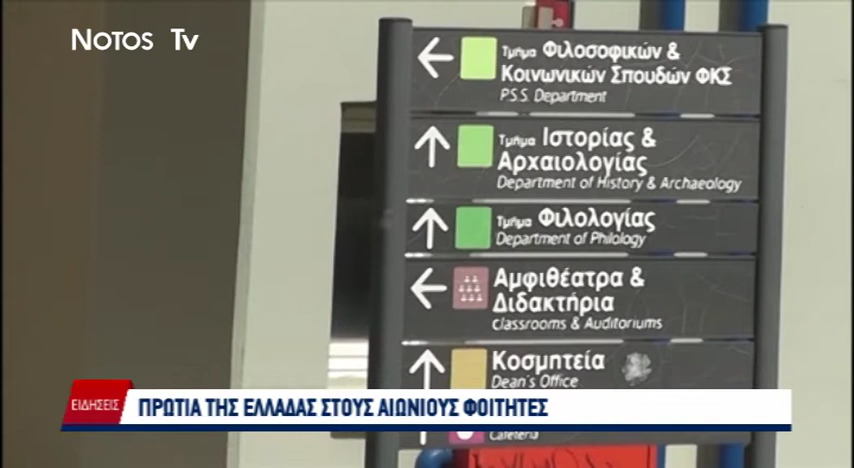 NOTOS TV
Τμήμα Φιλοσοφικών &
Κοινωνικών Σπουδών ΦΚΣ
P.S.S. Department
Τμήμα Ιστορίας &
Αρχαιολογίας
Department of History & Archaeology
Τμήμα Φιλολογίας
Department of Philology
Αμφιθέατρα &
Διδακτήρια
Classrooms & Auditoriums
Κοσμητεία
Dean's Office
ΕΙΔΗΣΕΙΣ
ΠΡΩΤΙΑ ΤΗΣ ΕΛΛΑΔΑΣ ΣΤΟΥΣ ΑΙΩΝΙΟΥΣ ΦΟΙΤΗΤΕΣ
Cafeteria